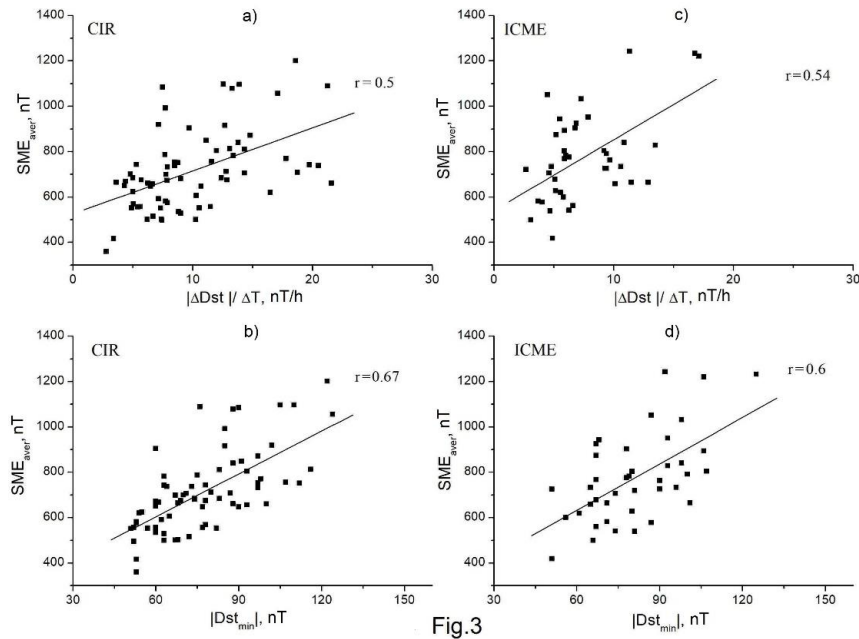 a)
CIR
r = 0.5
SME_aver, nT
1400
1200
1000
800
600
400
0 10 20 30
|ΔDst |/ ΔT, nT/h
c)
ICME
r = 0.54
SME_aver, nT
1400
1200
1000
800
600
400
0 10 20 30
|ΔDst |/ ΔT, nT/h
b)
CIR
r=0.67
SME_aver, nT
1400
1200
1000
800
600
400
200
30 60 90 120 150
|Dst_min|, nT
d)
ICME
r=0.6
SME_aver, nT
1400
1200
1000
800
600
400
200
30 60 90 120 150
|Dst_min|, nT
Fig.3